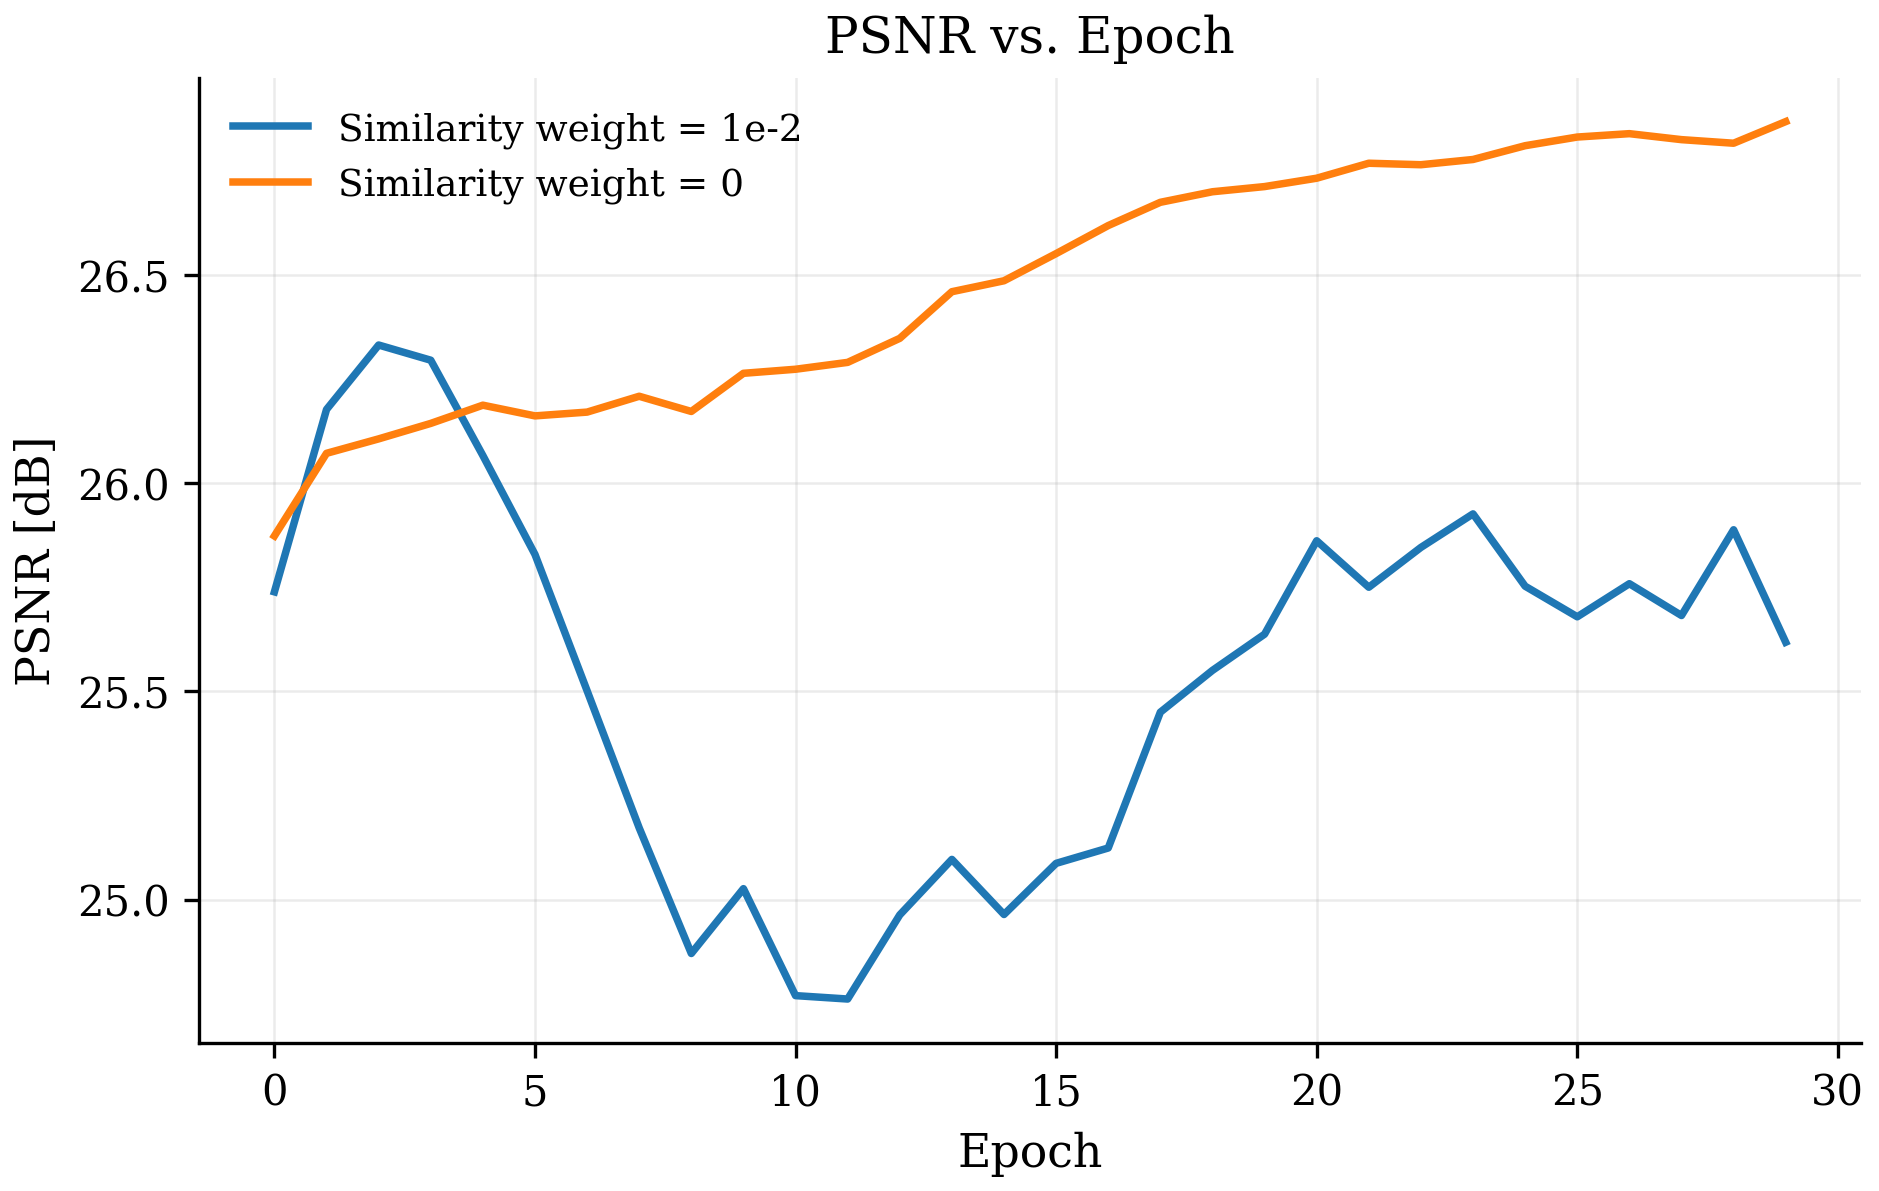 PSNR vs. Epoch
Similarity weight = 1e-2
Similarity weight = 0
PSNR [dB]
26.5
26.0
25.5
25.0
0 5 10 15 20 25 30
Epoch